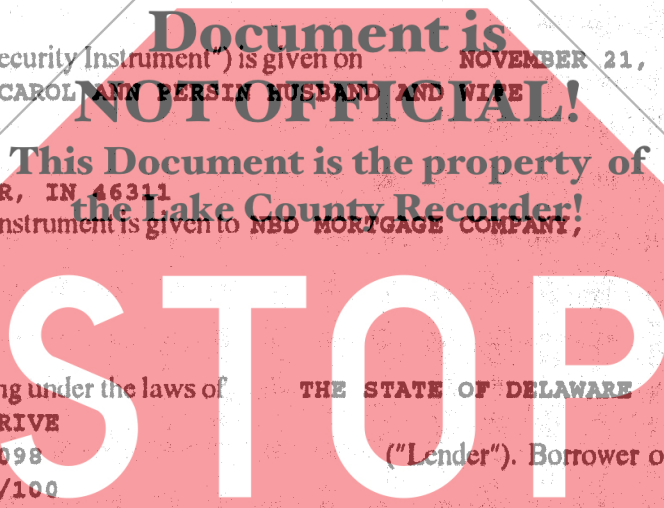 Document is
ecurity Instrument") is given on NOVEMBER 21,
CAROL ANN BERSIN HUSBAND AND WIFE
NOT OFFICIAL!
This Document is the property of
R, IN 46311
the Lake County Recorder!
nstrument is given to NBD MORTGAGE COMPANY,
STOP
ng under the laws of THE STATE OF DELAWARE
RIVE
098 ("Lender"). Borrower o
/100